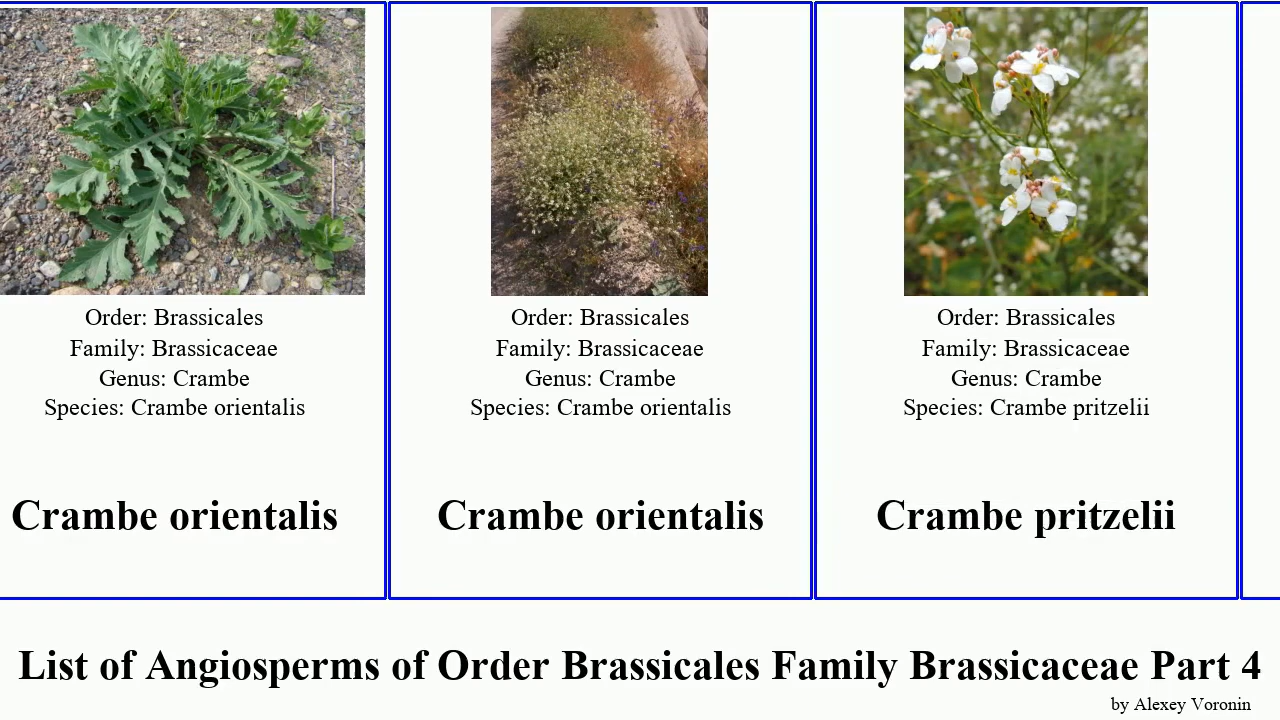 Order: Brassicales
Family: Brassicaceae
Genus: Crambe
Species: Crambe orientalis
Crambe orientalis
Order: Brassicales
Family: Brassicaceae
Genus: Crambe
Species: Crambe orientalis
Crambe orientalis
Order: Brassicales
Family: Brassicaceae
Genus: Crambe
Species: Crambe pritzelii
Crambe pritzelii
List of Angiosperms of Order Brassicales Family Brassicaceae Part 4
by Alexey Voronin